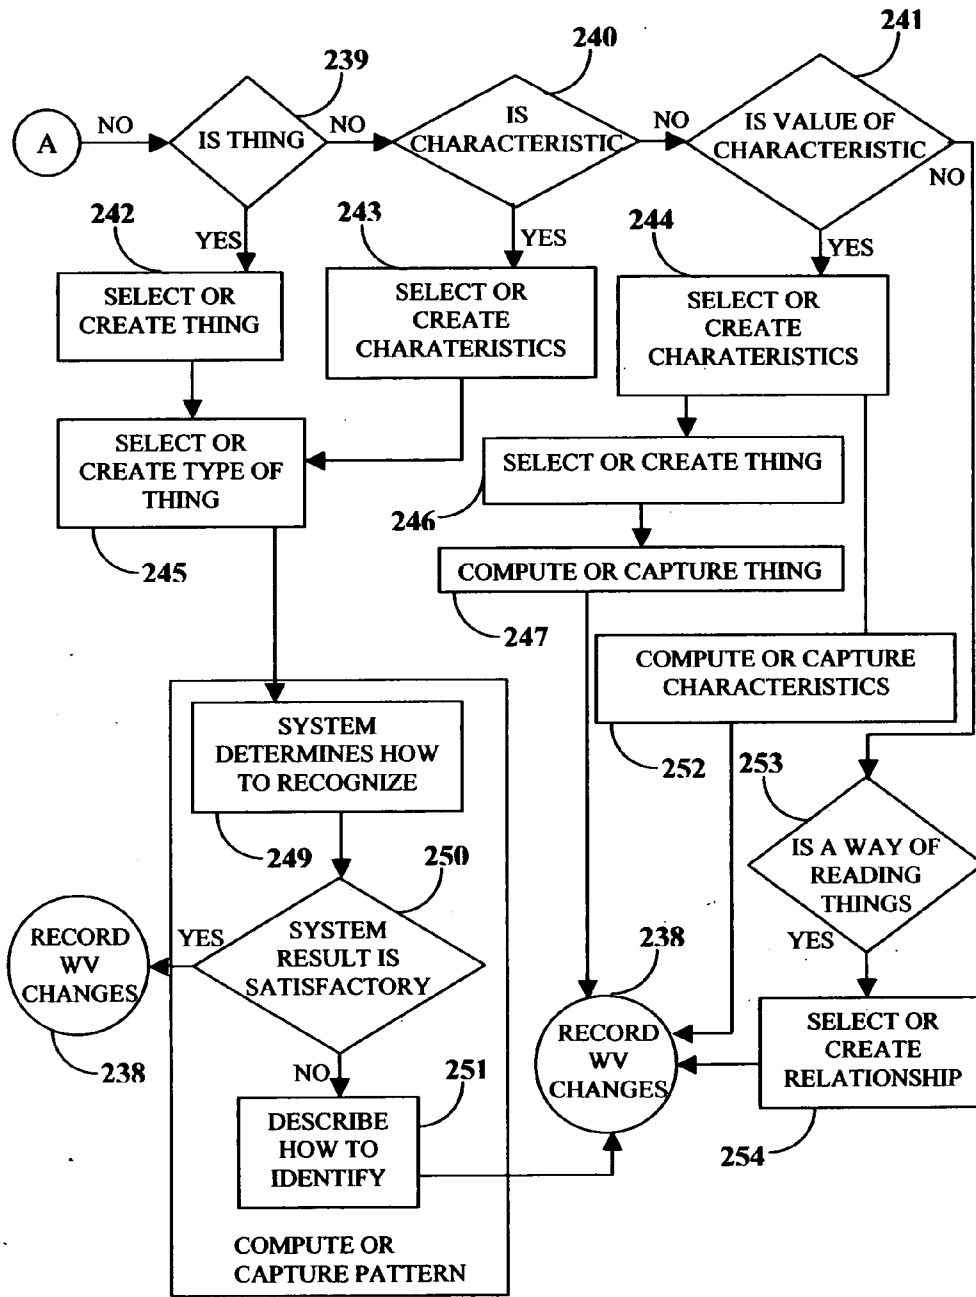 239
240
241
A
NO
IS THING
NO
IS
CHARACTERISTIC
NO
IS VALUE OF
CHARACTERISTIC
NO
242
243
244
YES
YES
YES
SELECT OR
CREATE THING
SELECT OR
CREATE
CHARATERISTICS
SELECT OR
CREATE
CHARATERISTICS
SELECT OR
CREATE TYPE OF
THING
245
SELECT OR CREATE THING
246
COMPUTE OR CAPTURE THING
247
COMPUTE OR CAPTURE
CHARACTERISTICS
252
253
SYSTEM
DETERMINES HOW
TO RECOGNIZE
249
250
IS A WAY OF
READING
THINGS
YES
RECORD
WV
CHANGES
238
YES
SYSTEM
RESULT IS
SATISFACTORY
NO
251
238
RECORD
WV
CHANGES
SELECT OR
CREATE
RELATIONSHIP
254
DESCRIBE
HOW TO
IDENTIFY
COMPUTE OR
CAPTURE PATTERN